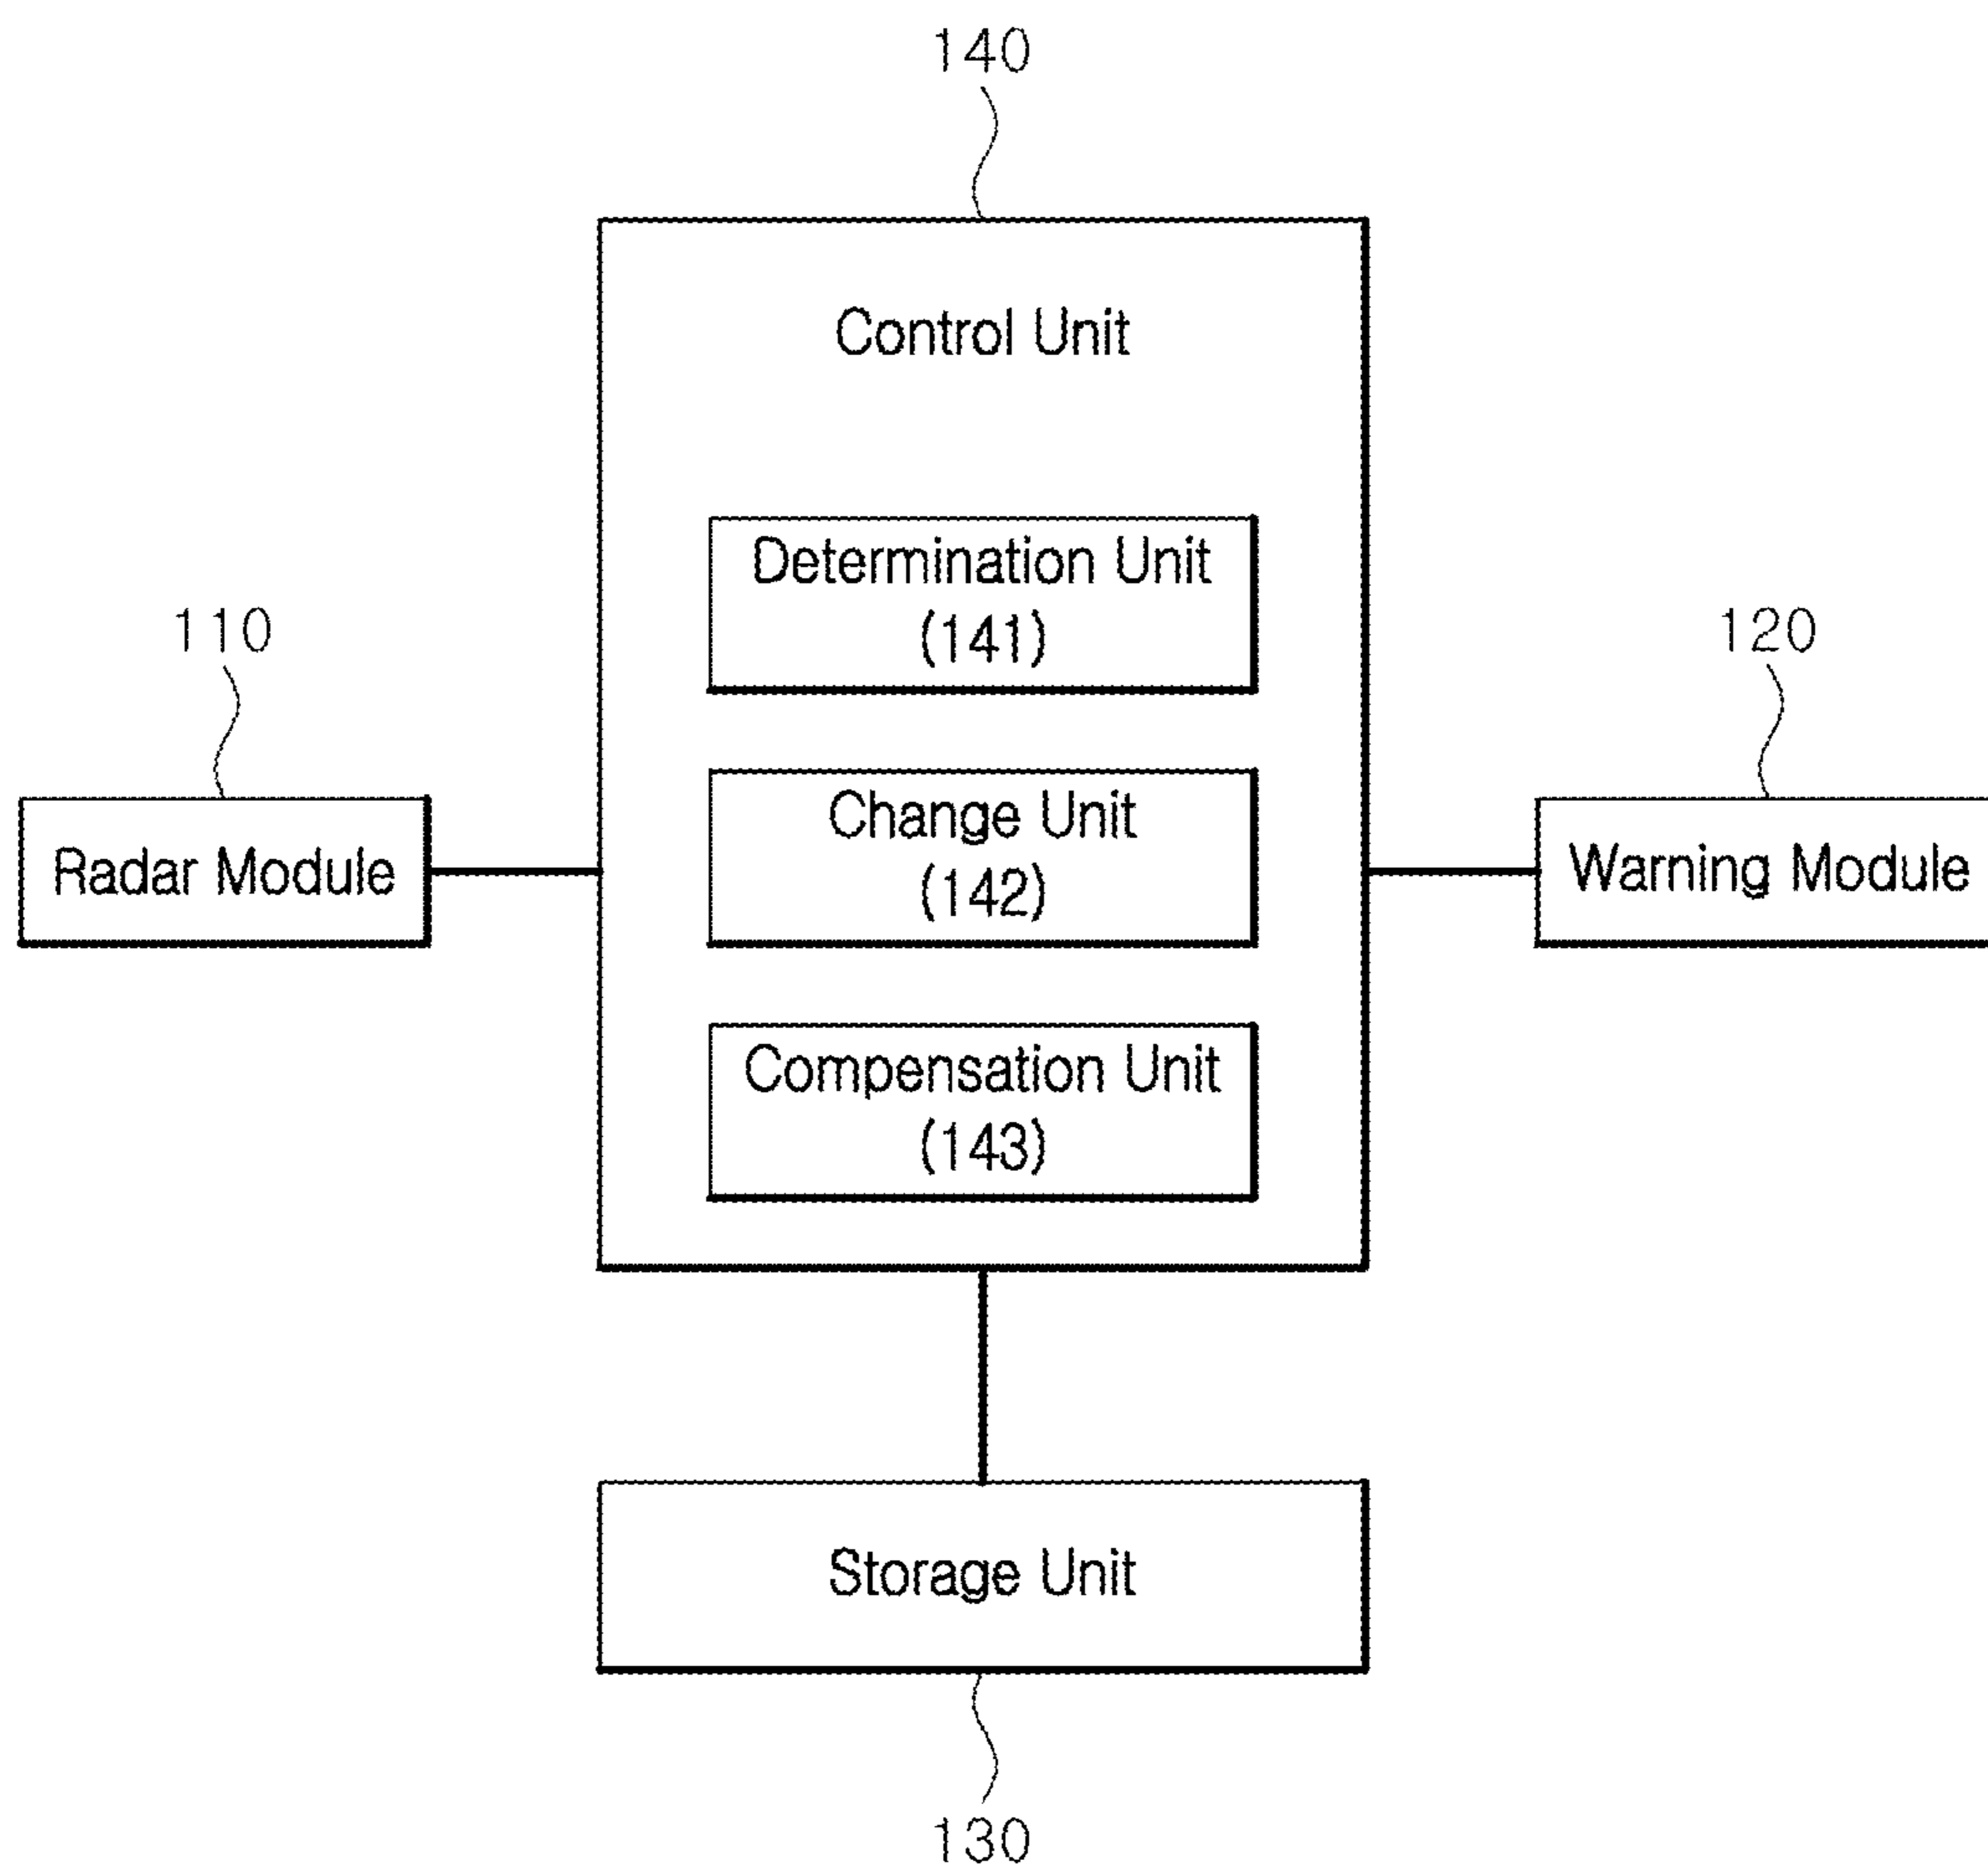 140
Control Unit
Determination Unit
(141)
110
120
Change Unit
(142)
Radar Module
Warning Module
Compensation Unit
(143)
Storage Unit
130